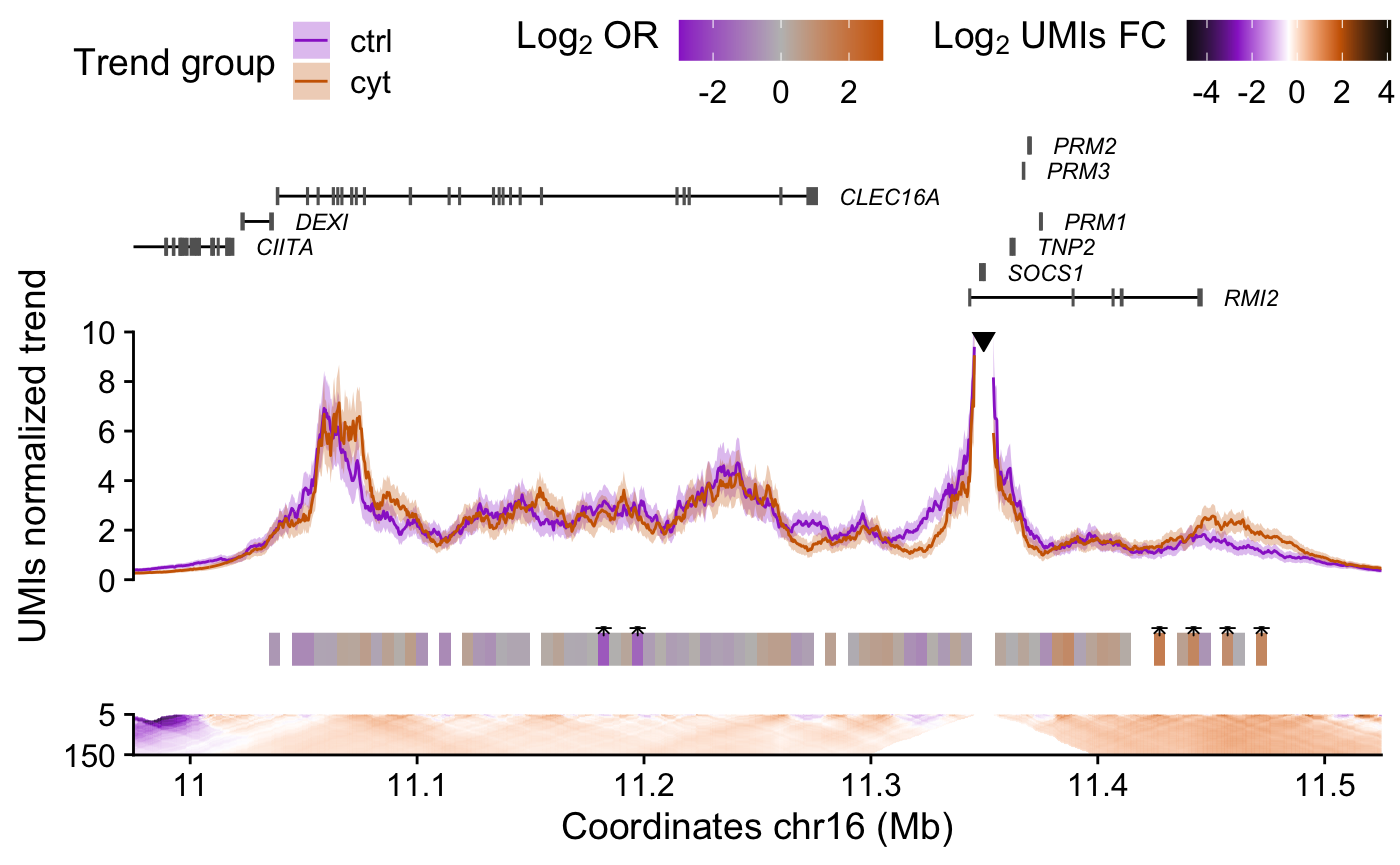 Trend group
ctrl
cyt
Log2 OR
-2 0 2
Log2 UMIs FC
-4 -2 0 2 4
PRM2
PRM3
CLEC16A
DEXI
PRM1
CIITA
TNP2
SOCS1
RMI2
UMIs normalized trend
10
8
6
4
2
0
5
150
11 11.1 11.2 11.3 11.4 11.5
Coordinates chr16 (Mb)